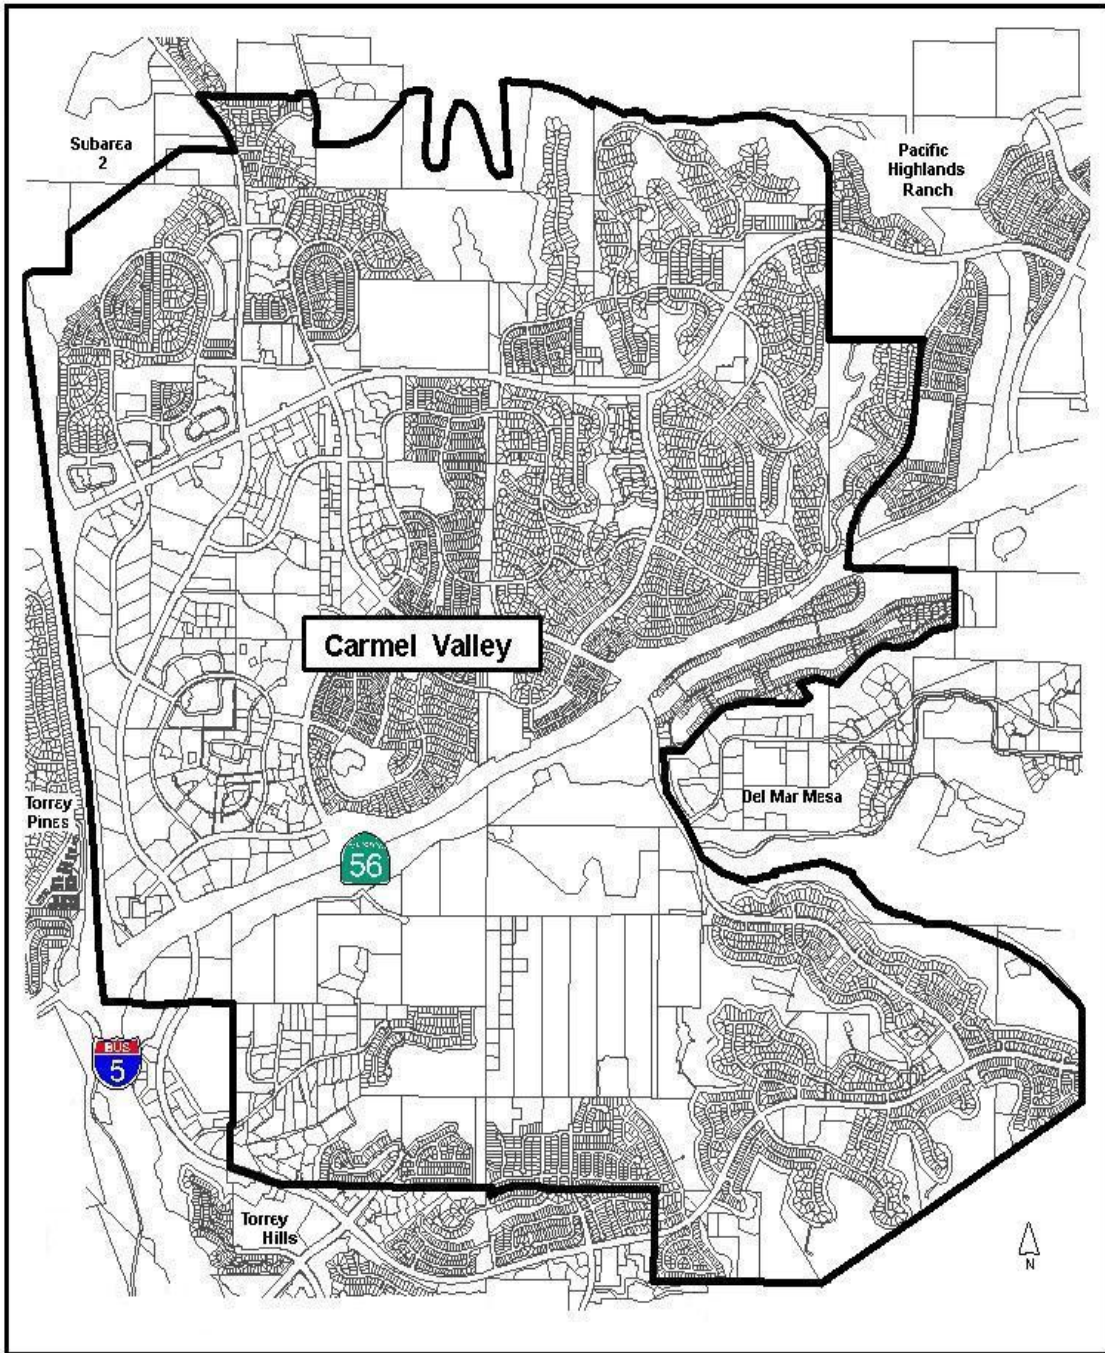 Subarea
2
Pacific
Highlands
Ranch
Carmel Valley
Torrey
Pines
Del Mar Mesa
56
BUS
5
Torrey
Hills
N